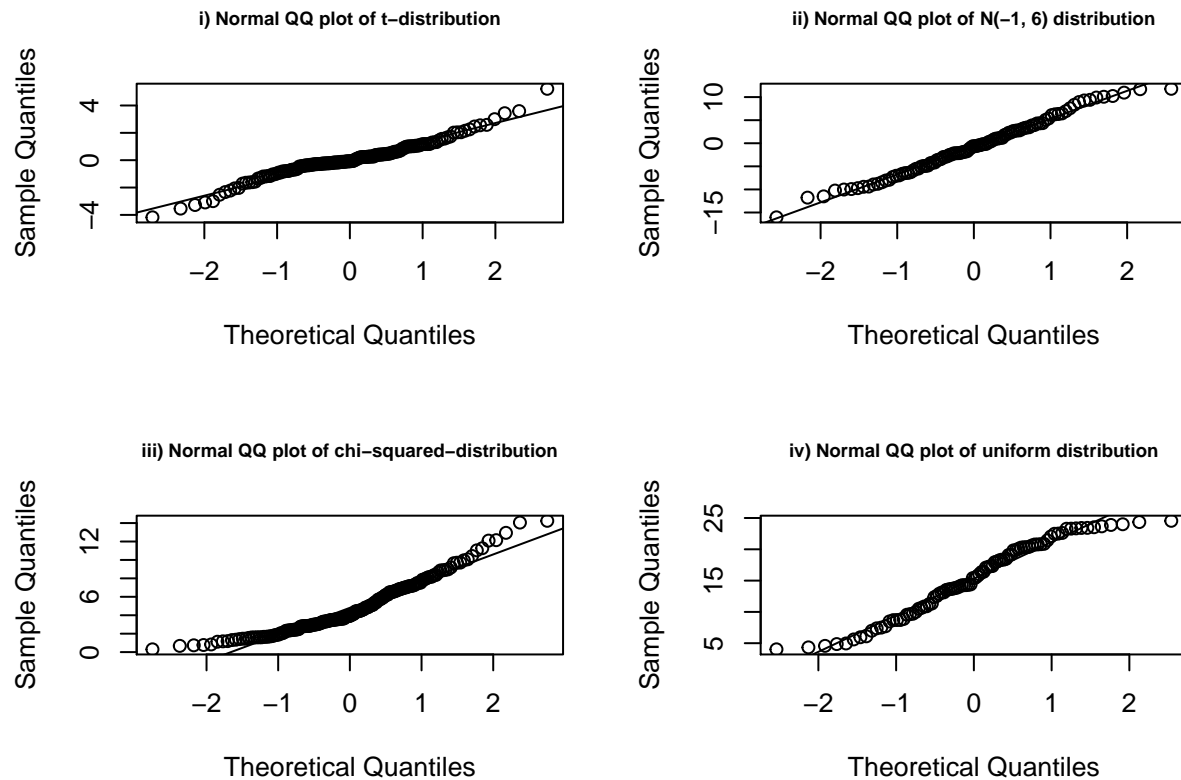 i) Normal QQ plot of t−distribution
Sample Quantiles
4
0
−4
−2
−1
0
1
2
Theoretical Quantiles
ii) Normal QQ plot of N(−1, 6) distribution
Sample Quantiles
10
0
−15
−2
−1
0
1
2
Theoretical Quantiles
iii) Normal QQ plot of chi−squared−distribution
Sample Quantiles
12
6
0
−2
−1
0
1
2
Theoretical Quantiles
iv) Normal QQ plot of uniform distribution
Sample Quantiles
25
15
5
−2
−1
0
1
2
Theoretical Quantiles